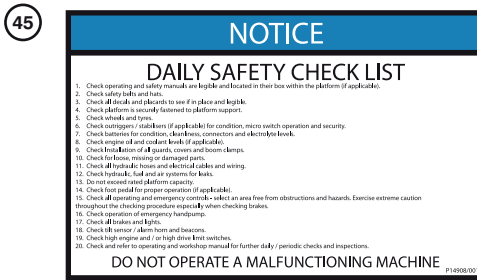 45
NOTICE
DAILY SAFETY CHECK LIST
1. Check operating and safety manuals are legible and located in their box within the platform (if applicable).
2. Check safety belts and hats.
3. Check all decals and placards to see if in place and legible.
4. Check platform is securely fastened to platform support.
5. Check wheels and tyres.
6. Check outriggers / stabilisers (if applicable) for condition, micro switch operation and security.
7. Check batteries for condition, cleanliness, connectors and electrolyte levels.
8. Check engine oil and coolant levels (if applicable).
9. Check Installation of all guards, covers and boom clamps.
10. Check for loose, missing or damaged parts.
11. Check all hydraulic hoses and electrical cables and wiring.
12. Check hydraulic, fuel and air systems for leaks.
13. Do not exceed rated platform capacity.
14. Check foot pedal for proper operation (if applicable).
15. Check all operating and emergency controls - select an area free from obstructions and hazards. Exercise extreme caution
throughout the checking procedure especially when checking brakes.
16. Check operation of emergency handpump.
17. Check all brakes and lights.
18. Check tilt sensor / alarm horn and beacons.
19. Check high engine and / or high drive limit switches.
20. Check and refer to operating and workshop manual for further daily / periodic checks and inspections.
DO NOT OPERATE A MALFUNCTIONING MACHINE
P14908/00